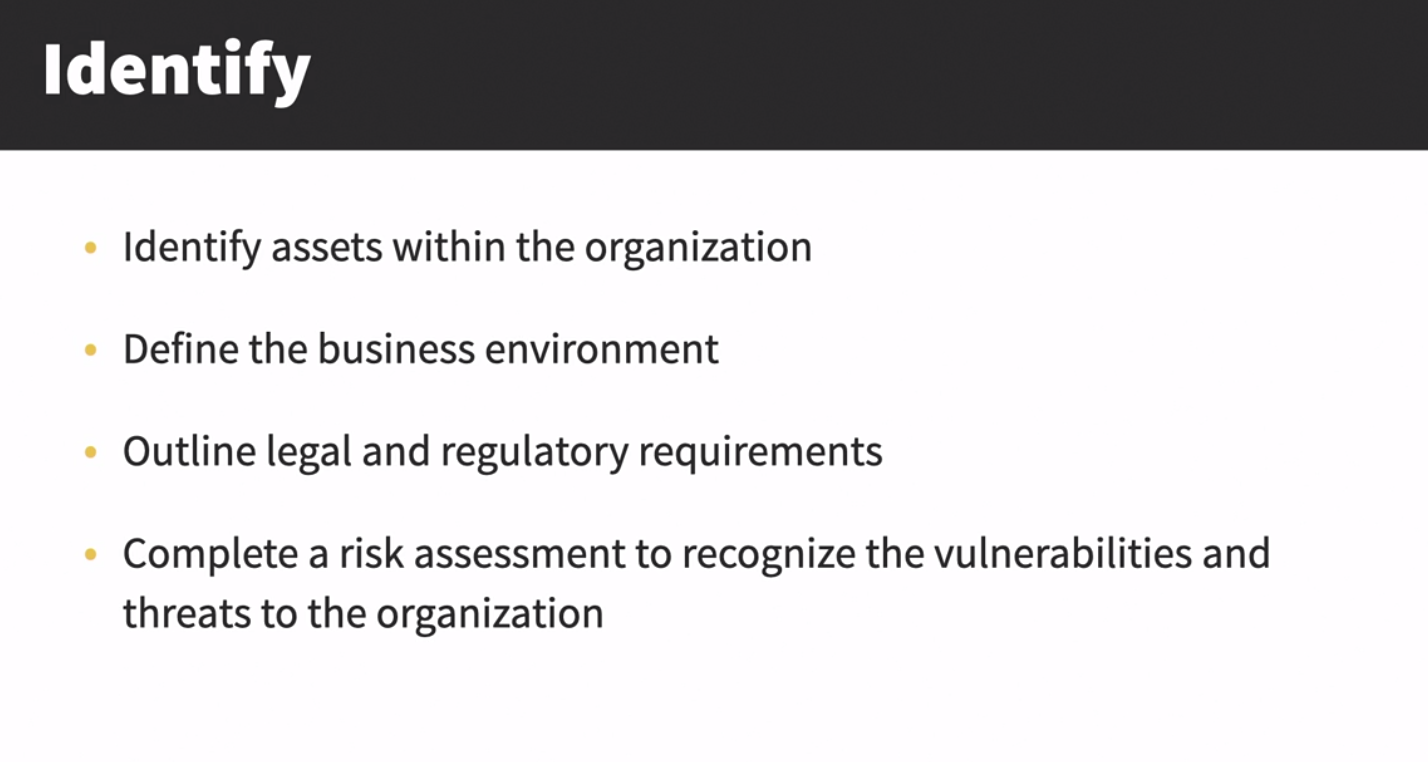 Identify
• Identify assets within the organization
• Define the business environment
• Outline legal and regulatory requirements
• Complete a risk assessment to recognize the vulnerabilities and
threats to the organization